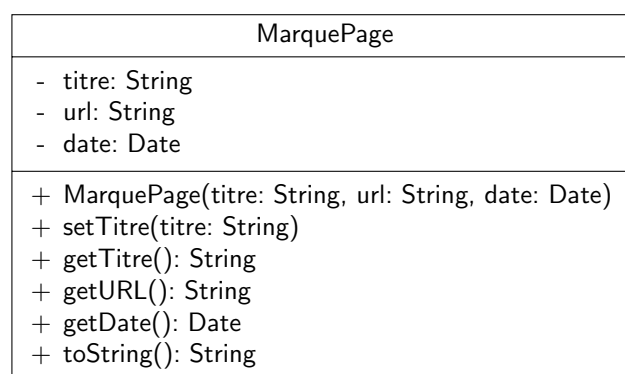 MarquePage
- titre: String
- url: String
- date: Date
+ MarquePage(titre: String, url: String, date: Date)
+ setTitre(titre: String)
+ getTitre(): String
+ getURL(): String
+ getDate(): Date
+ toString(): String